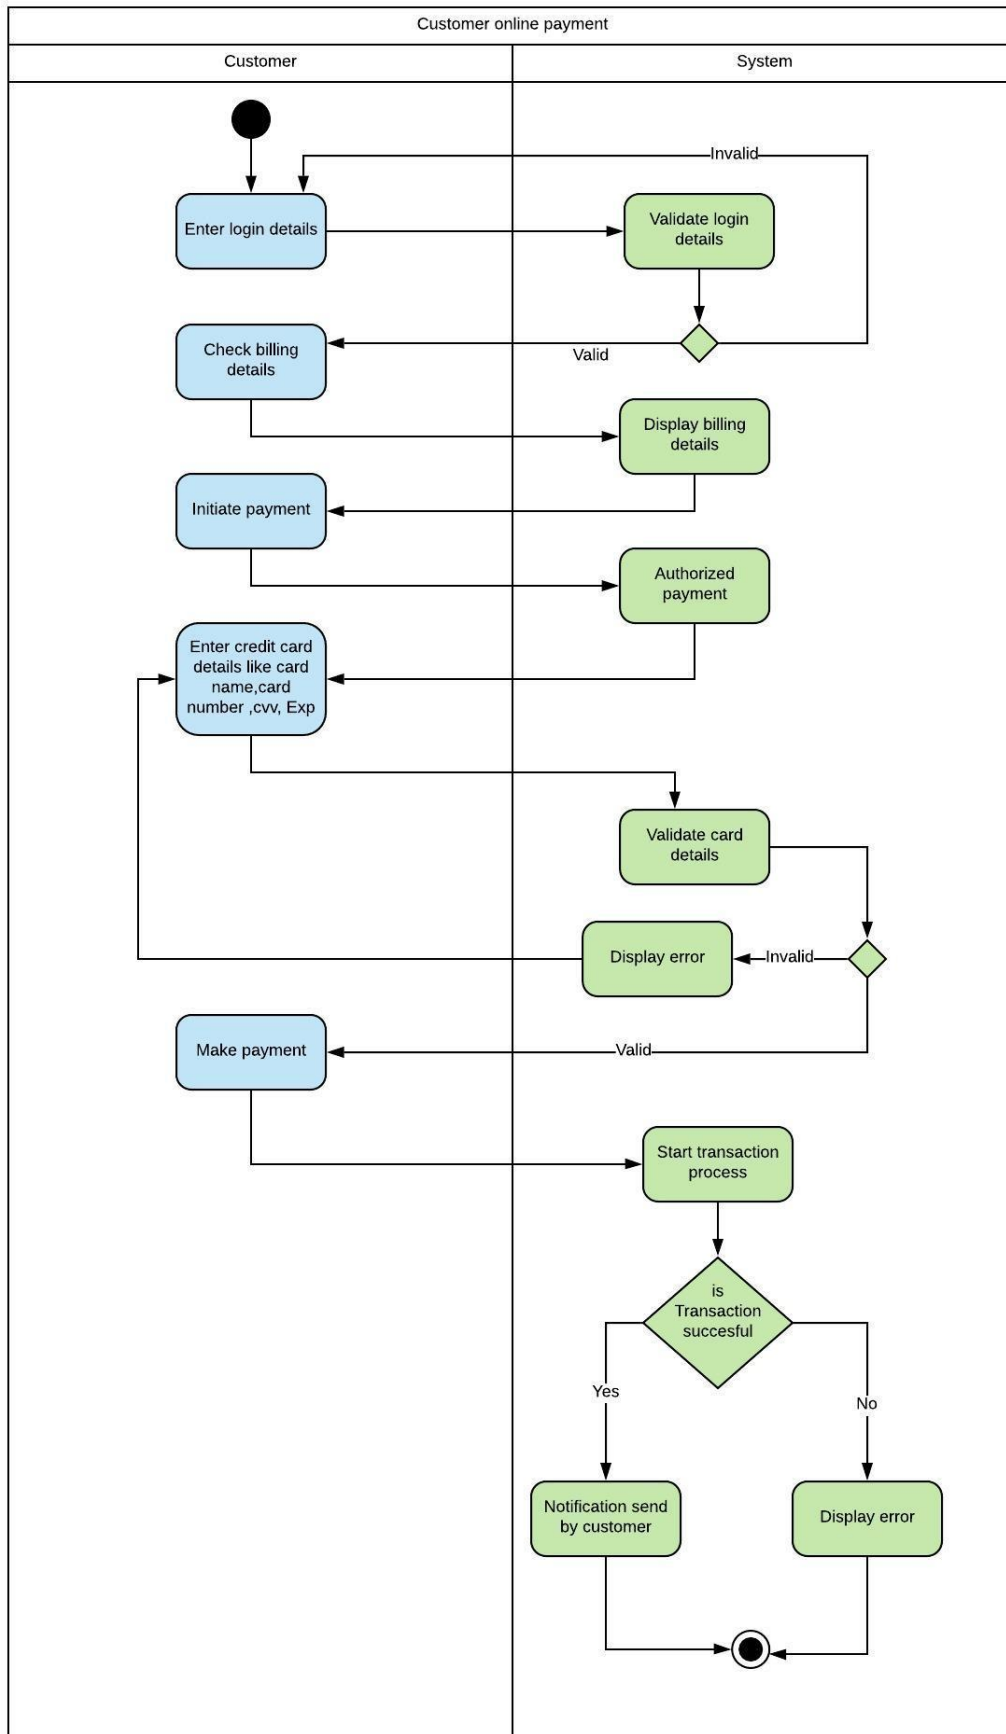 Customer online payment
Customer
System
Invalid
Enter login details
Validate login
details
Valid
Check billing
details
Display billing
details
Initiate payment
Authorized
payment
Enter credit card
details like card
name,card
number ,cvv, Exp
Validate card
details
Display error
Invalid
Make payment
Valid
Start transaction
process
is
Transaction
succesful
Yes
No
Notification send
by customer
Display error